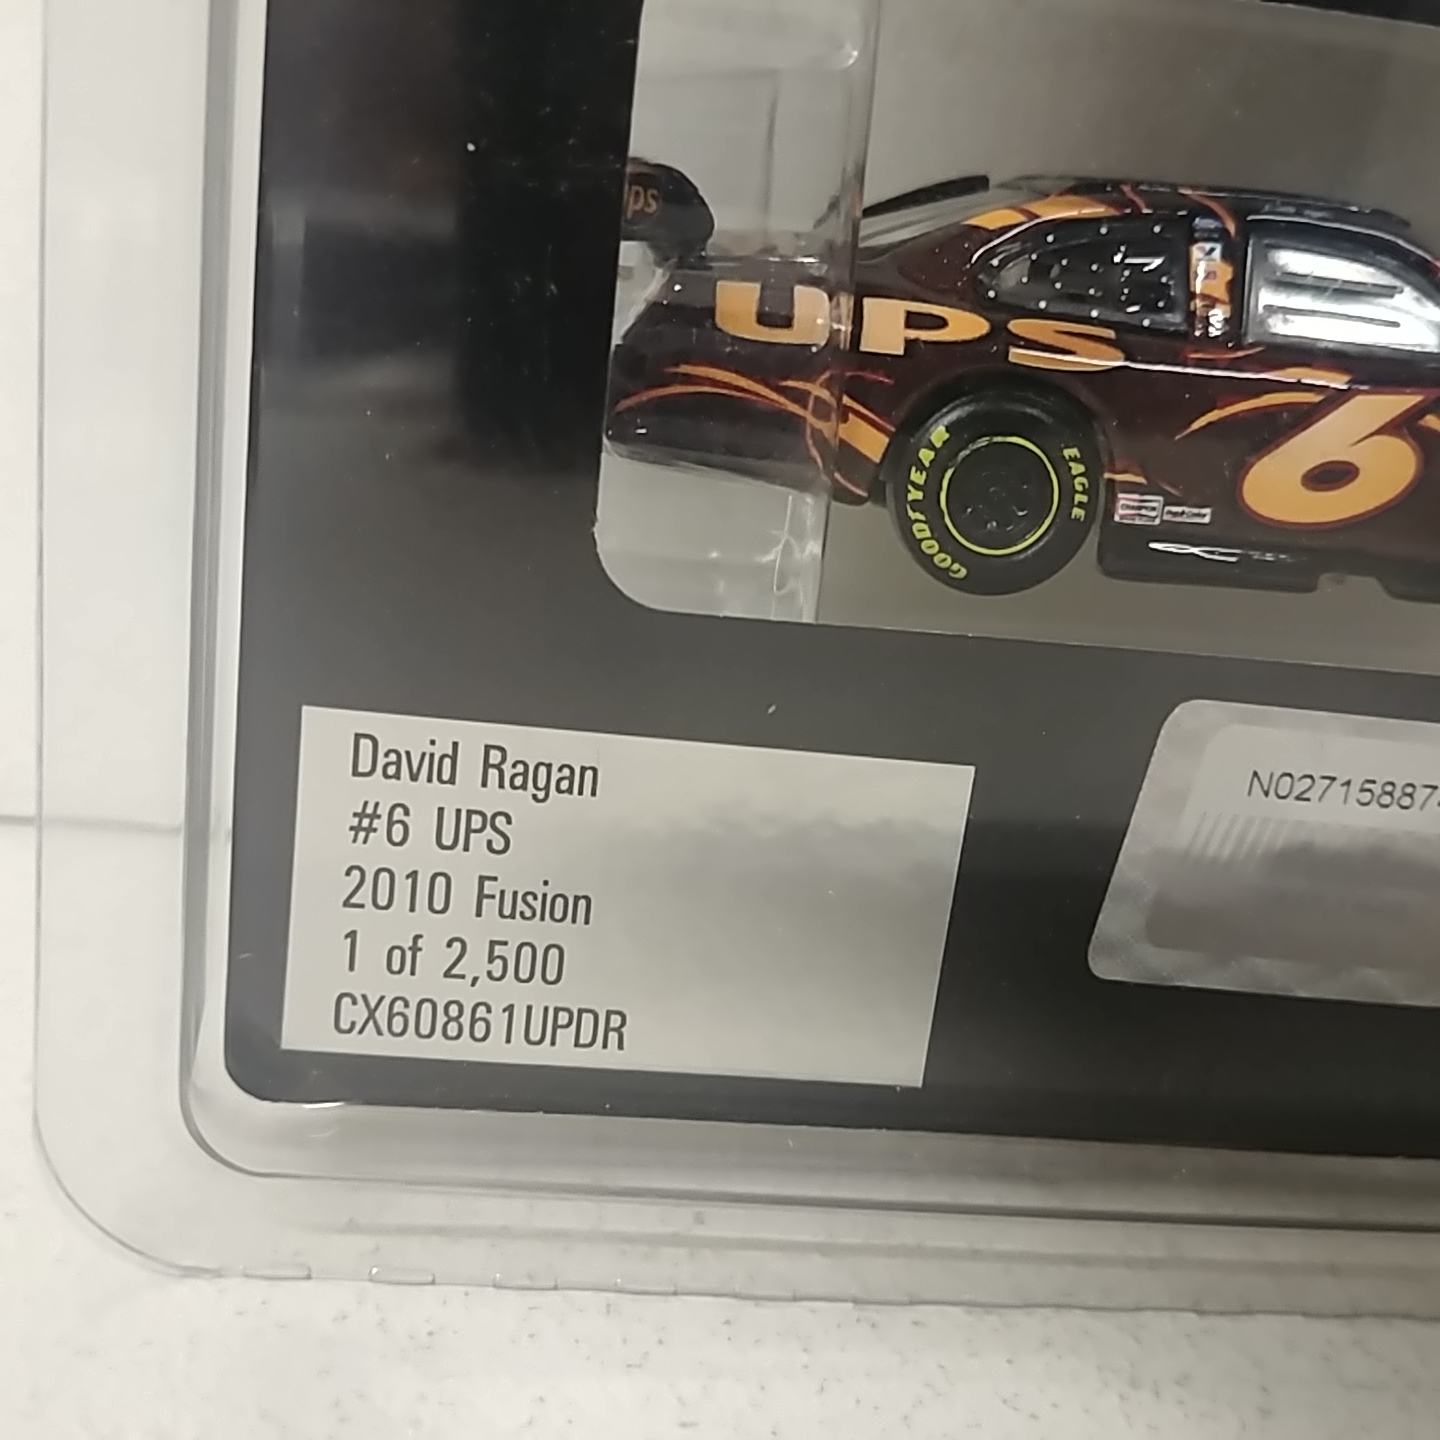 ups
UPS
6
GOODYEAR
EAGLE
David Ragan
#6 UPS
2010 Fusion
1 of 2,500
CX60861UPDR
N02715887